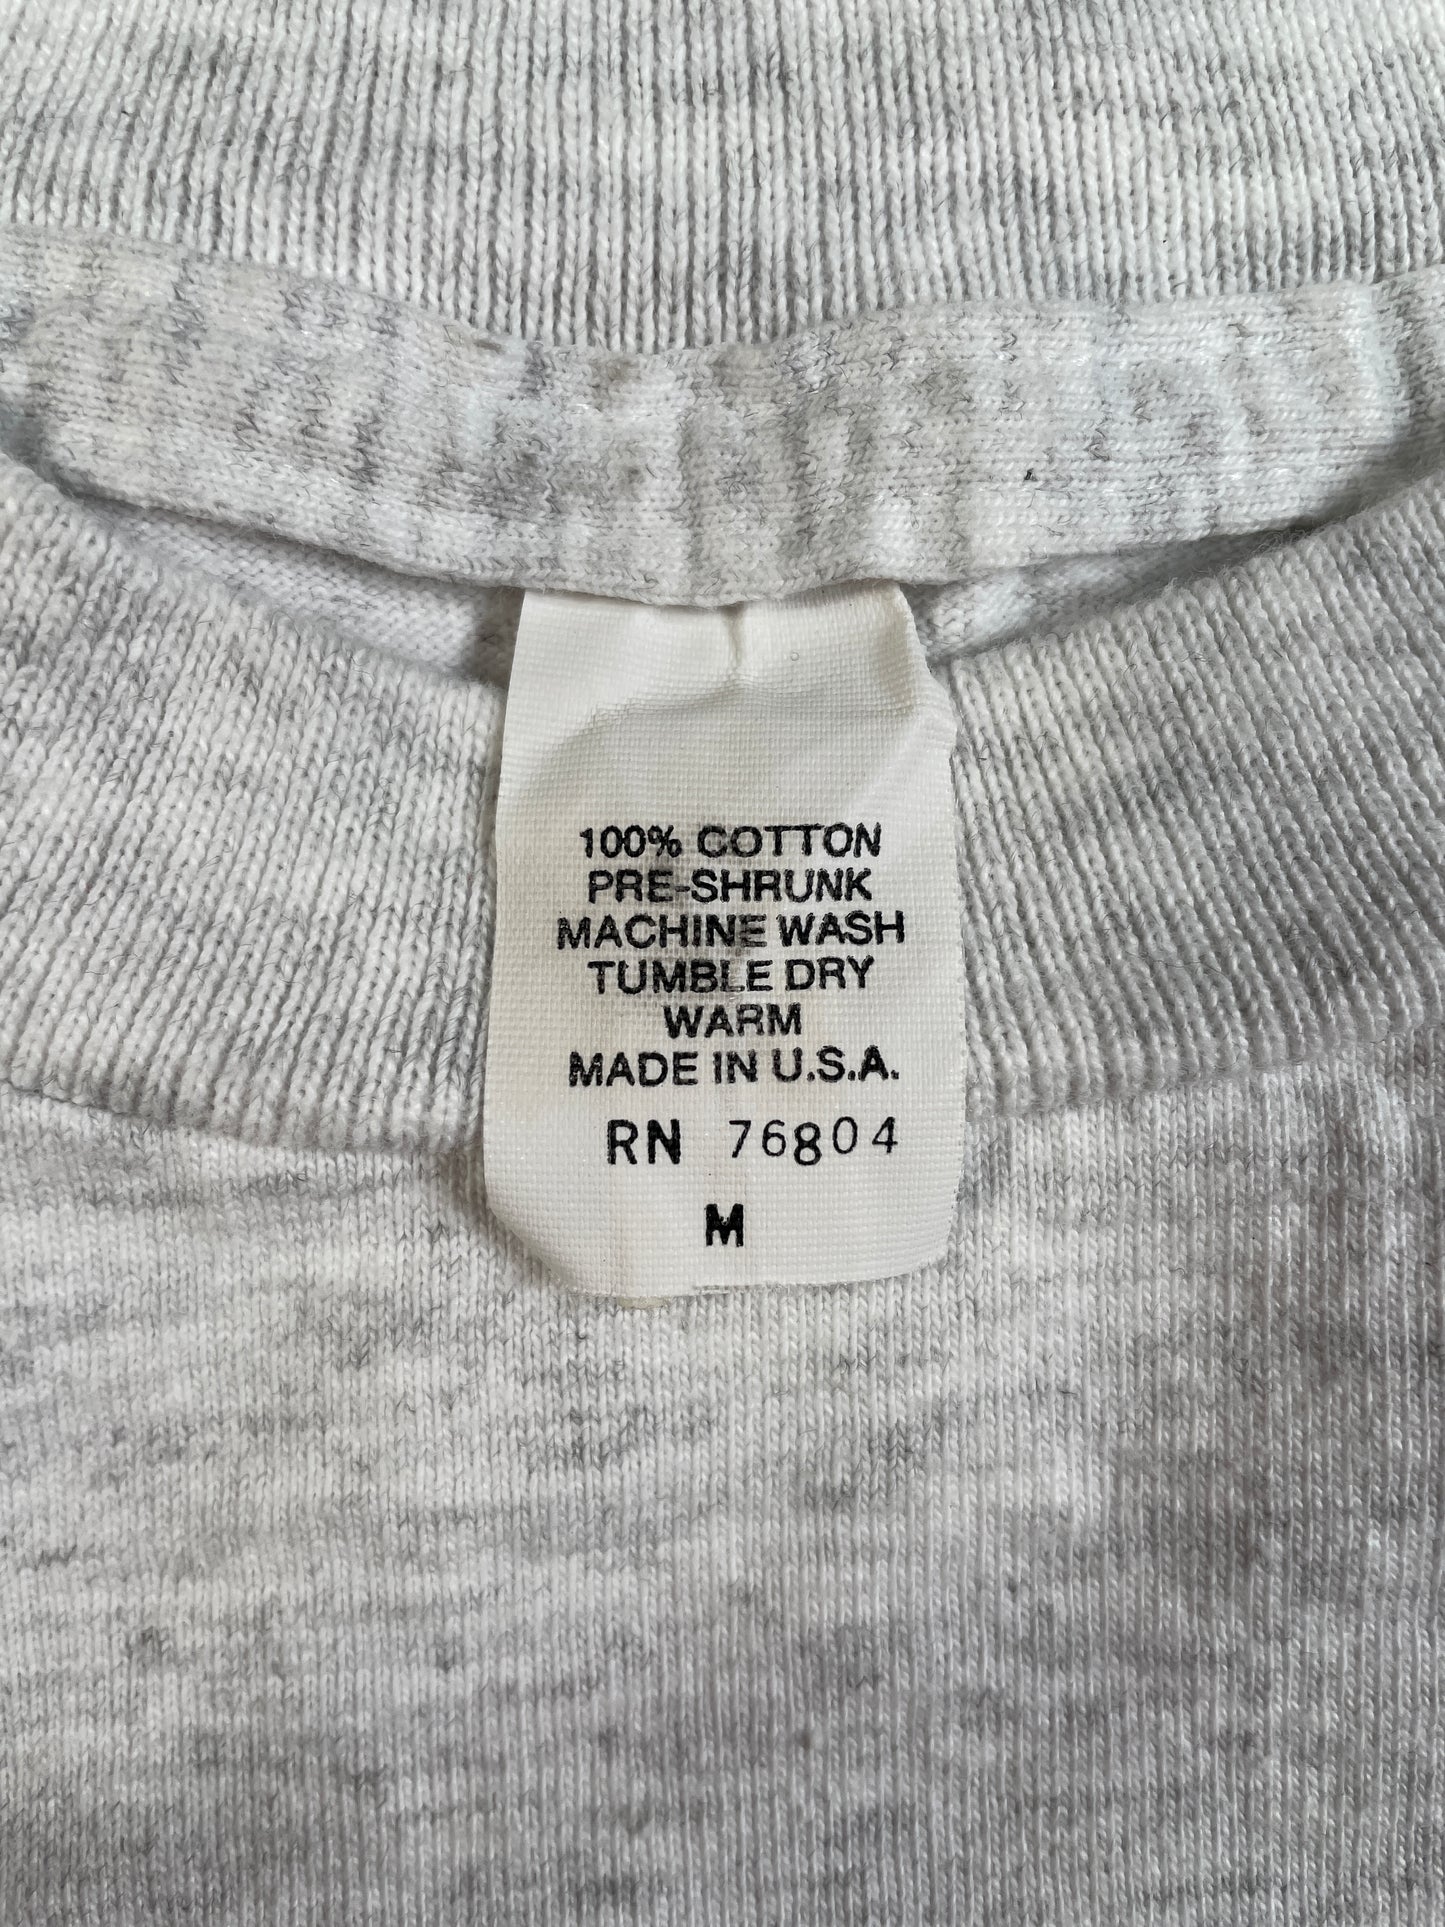 100% COTTON
PRE-SHRUNK
MACHINE WASH
TUMBLE DRY
WARM
MADE IN U.S.A.
RN 76804
M